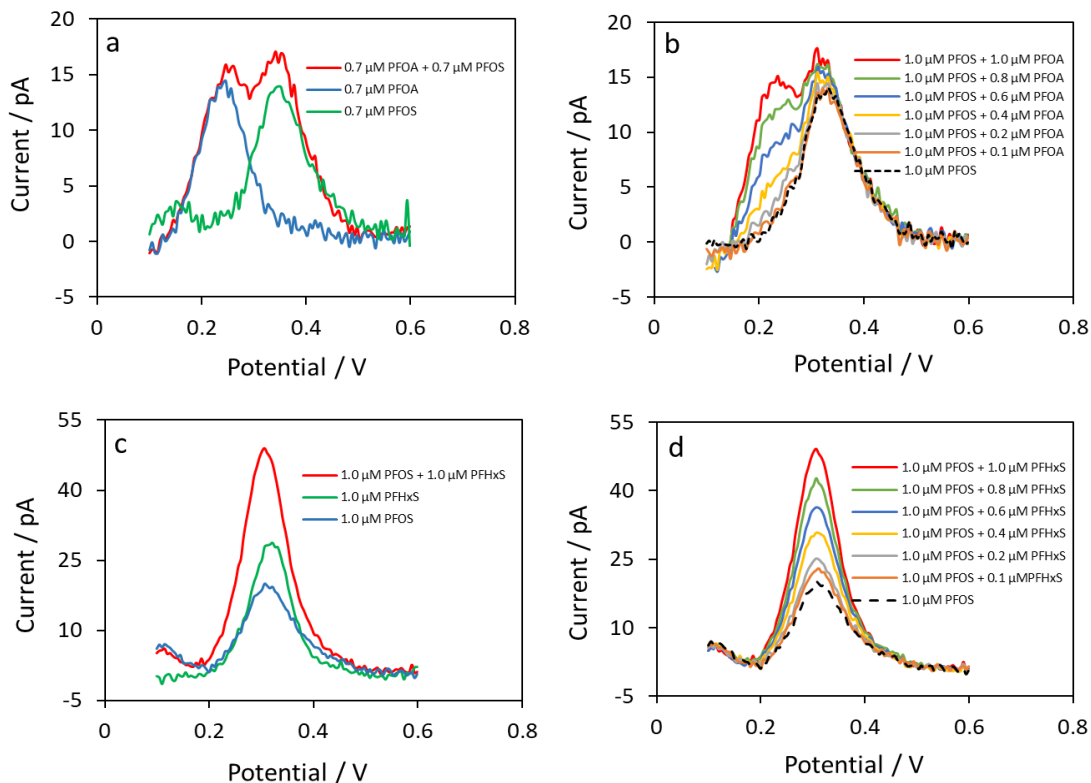 a
20
15
10
5
0
-5
Current / pA
0.7 µM PFOA + 0.7 µM PFOS
0.7 µM PFOA
0.7 µM PFOS
0 0.2 0.4 0.6 0.8
Potential / V
b
20
15
10
5
0
-5
Current / pA
1.0 µM PFOS + 1.0 µM PFOA
1.0 µM PFOS + 0.8 µM PFOA
1.0 µM PFOS + 0.6 µM PFOA
1.0 µM PFOS + 0.4 µM PFOA
1.0 µM PFOS + 0.2 µM PFOA
1.0 µM PFOS + 0.1 µM PFOA
1.0 µM PFOS
0 0.2 0.4 0.6 0.8
Potential / V
c
55
40
25
10
-5
Current / pA
1.0 µM PFOS + 1.0 µM PFHxS
1.0 µM PFHxS
1.0 µM PFOS
0 0.2 0.4 0.6 0.8
Potential / V
d
55
40
25
10
-5
Current / pA
1.0 µM PFOS + 1.0 µM PFHxS
1.0 µM PFOS + 0.8 µM PFHxS
1.0 µM PFOS + 0.6 µM PFHxS
1.0 µM PFOS + 0.4 µM PFHxS
1.0 µM PFOS + 0.2 µM PFHxS
1.0 µM PFOS + 0.1 µMPFHxS
1.0 µM PFOS
0 0.2 0.4 0.6 0.8
Potential / V